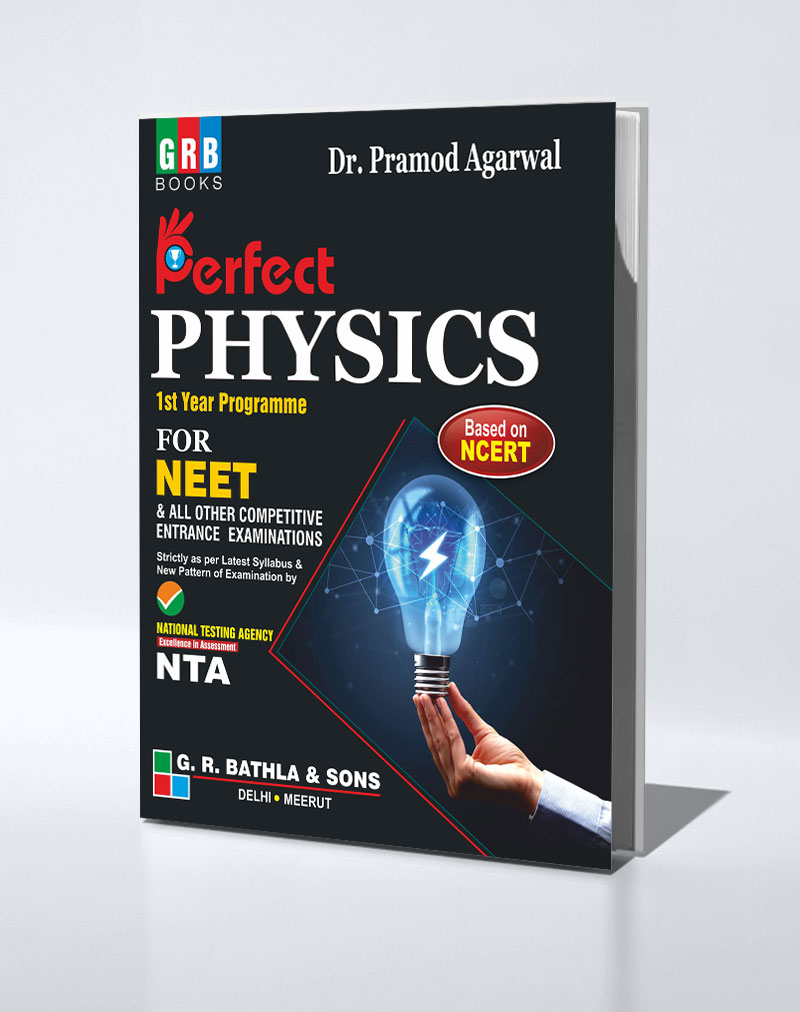 GRB
BOOKS
Dr. Pramod Agarwal
Perfect
PHYSICS
1st Year Programme
Based on
NCERT
FOR
NEET
& ALL OTHER COMPETITIVE
ENTRANCE EXAMINATIONS
Strictly as per Latest Syllabus &
New Pattern of Examination by
NATIONAL TESTING AGENCY
Excellence in Assessment
NTA
G. R. BATHLA & SONS
DELHI • MEERUT